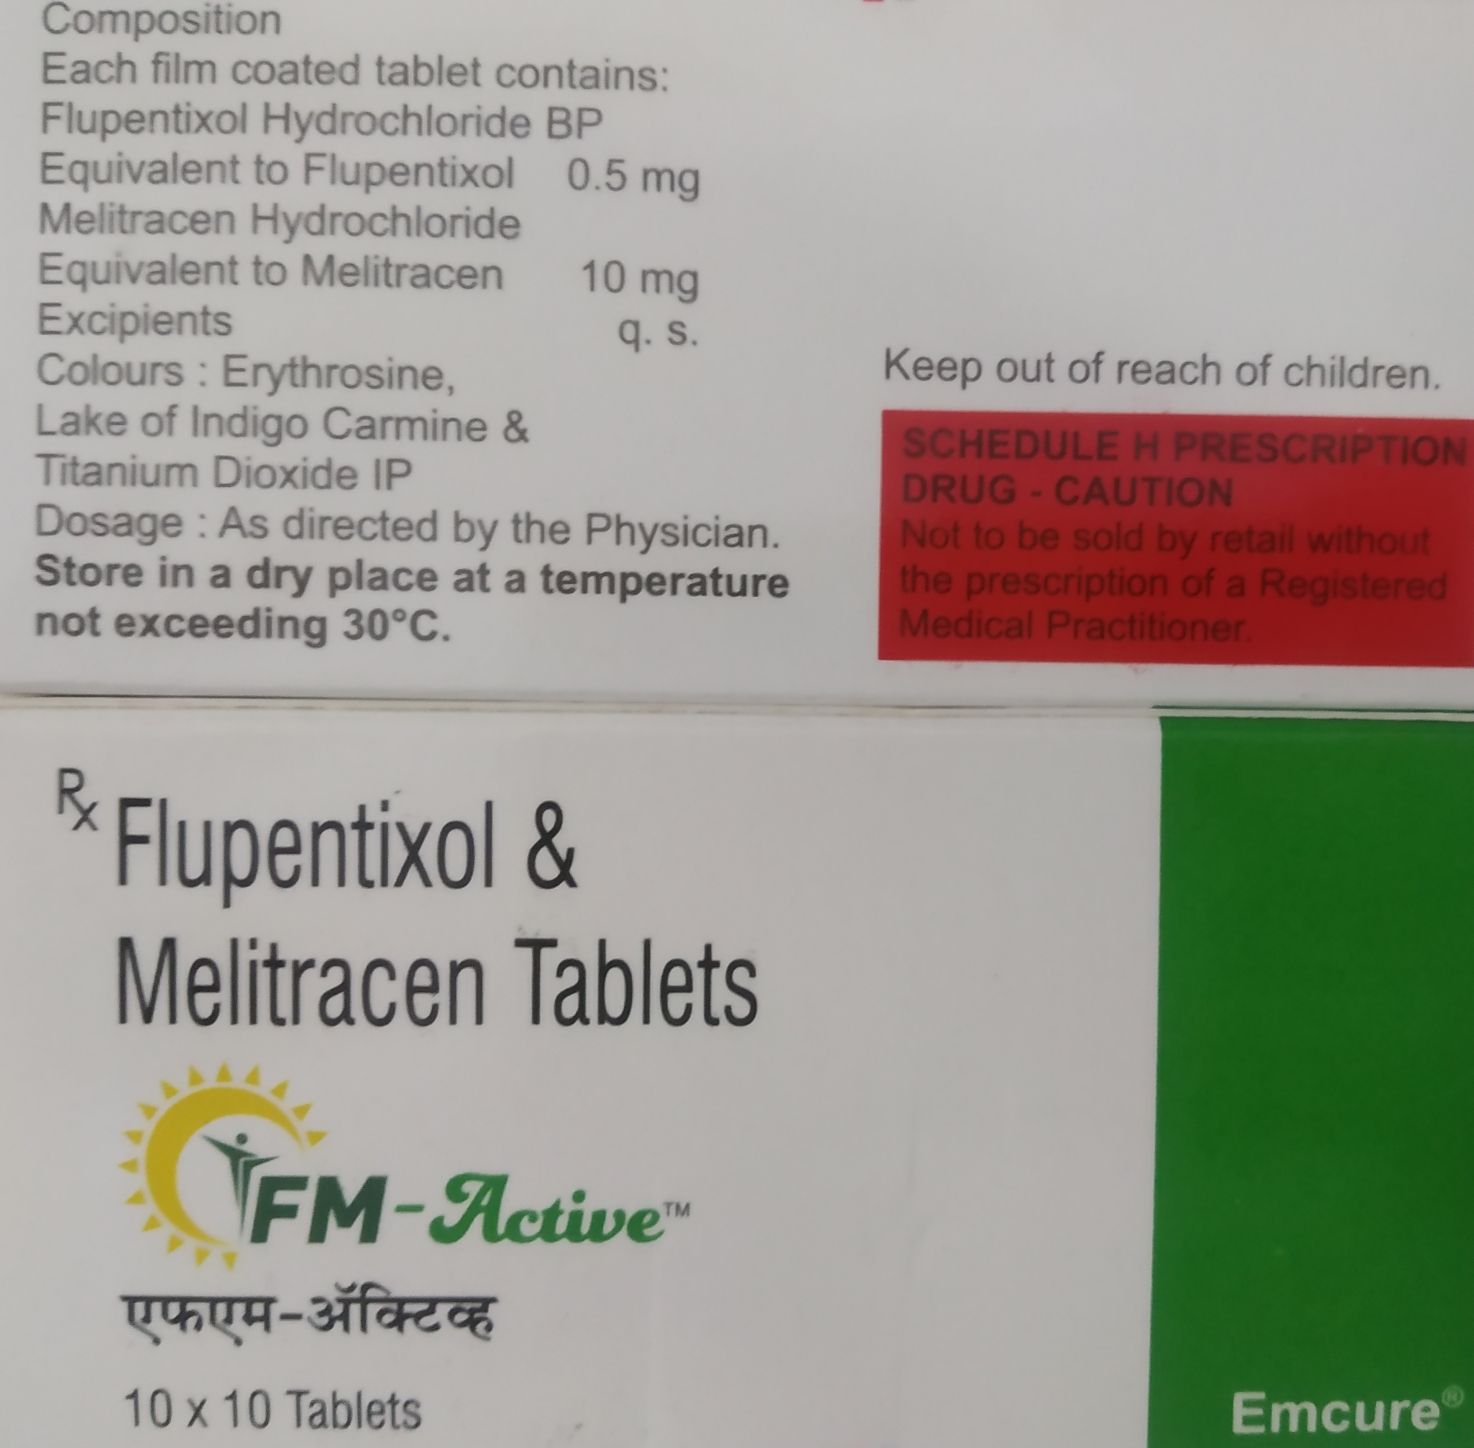 Composition
Each film coated tablet contains:
Flupentixol Hydrochloride BP
Equivalent to Flupentixol 0.5 mg
Melitracen Hydrochloride
Equivalent to Melitracen 10 mg
Excipients q. s.
Colours : Erythrosine,
Lake of Indigo Carmine &
Titanium Dioxide IP
Dosage : As directed by the Physician.
Store in a dry place at a temperature
not exceeding 30°C.
Keep out of reach of children.
SCHEDULE H PRESCRIPTION
DRUG - CAUTION
Not to be sold by retail without
the prescription of a Registered
Medical Practitioner.
Rx Flupentixol &
Melitracen Tablets
FM-Active™
एफएम-ॲक्टिव्ह
10 x 10 Tablets
Emcure®